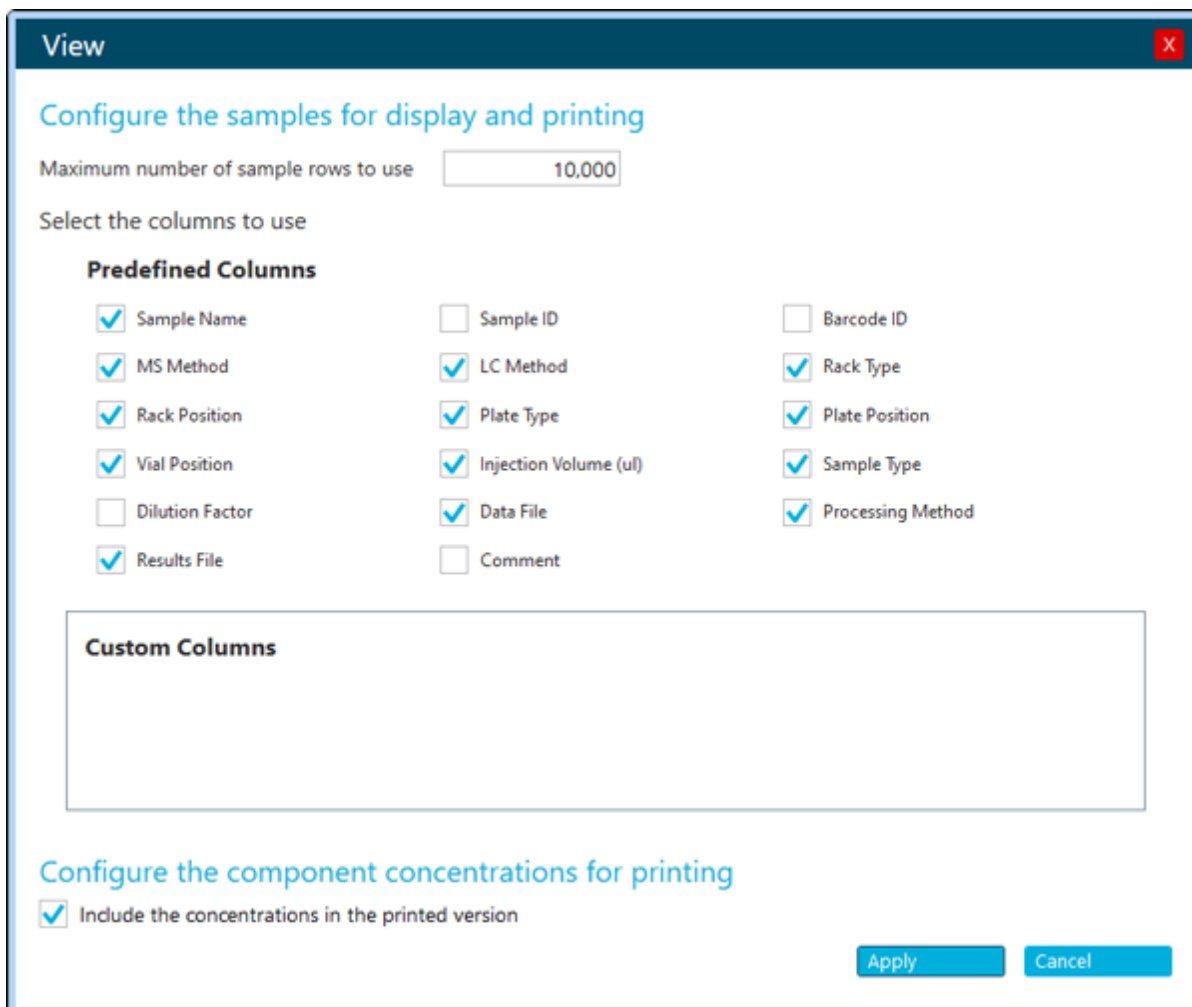 View
X
Configure the samples for display and printing
Maximum number of sample rows to use 10,000
Select the columns to use
Predefined Columns
Sample Name Sample ID Barcode ID
MS Method LC Method Rack Type
Rack Position Plate Type Plate Position
Vial Position Injection Volume (ul) Sample Type
Dilution Factor Data File Processing Method
Results File Comment
Custom Columns
Configure the component concentrations for printing
Include the concentrations in the printed version
Apply Cancel